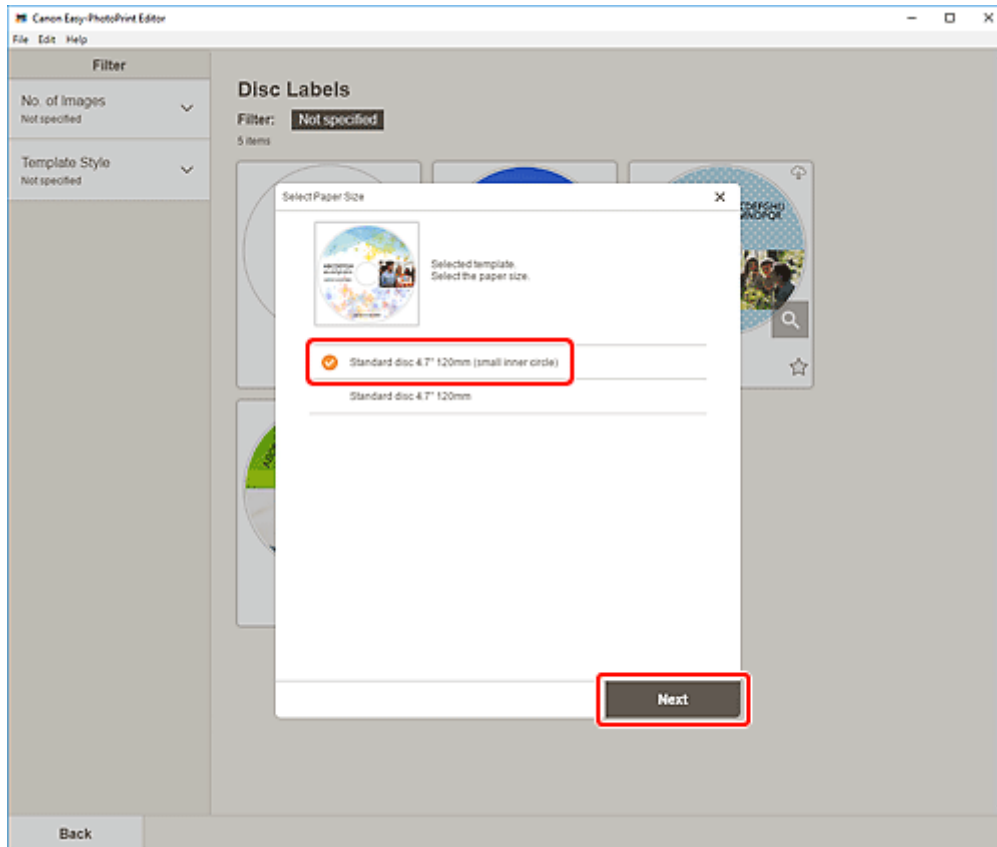 Canon Easy-PhotoPrint Editor
File Edit Help
Filter
No. of Images
Not specified
Template Style
Not specified
Disc Labels
Filter: Not specified
5 items
Select Paper Size
Selected template.
Select the paper size.
Standard disc 4.7" 120mm (small inner circle)
Standard disc 4.7" 120mm
Next
Back